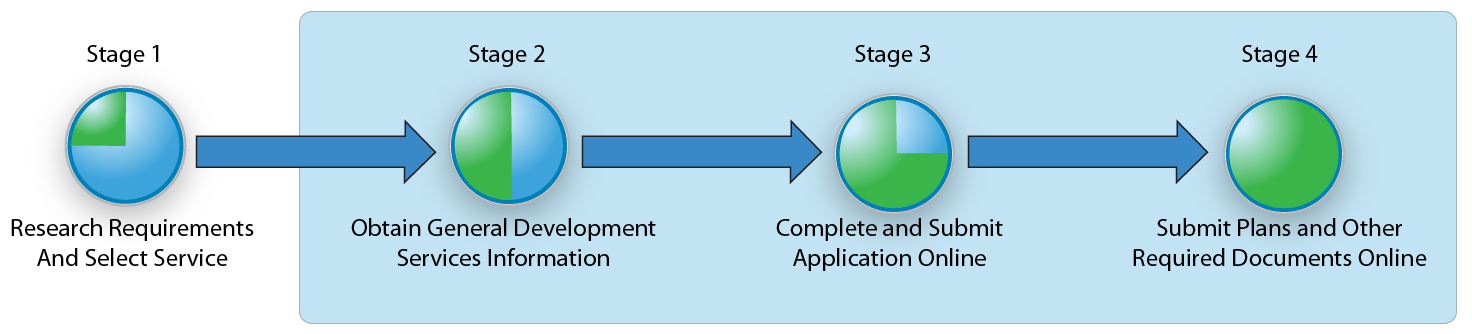 Stage 1
Research Requirements
And Select Service
Stage 2
Obtain General Development
Services Information
Stage 3
Complete and Submit
Application Online
Stage 4
Submit Plans and Other
Required Documents Online